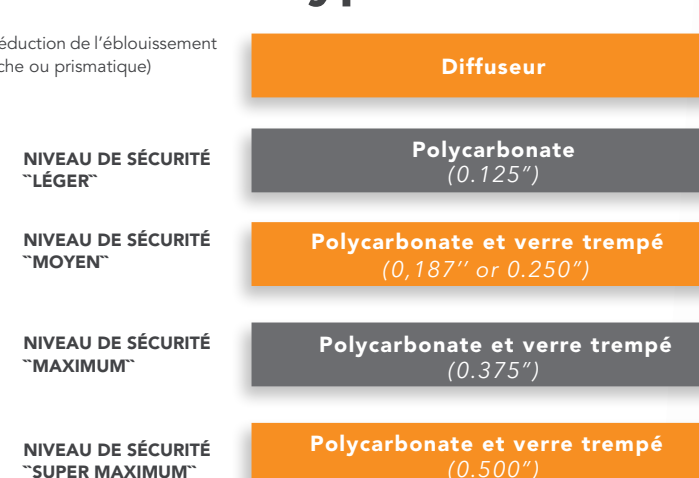 éduction de l’éblouissement
che ou prismatique)
Diffuseur
NIVEAU DE SÉCURITÉ
``LÉGER``
Polycarbonate
(0.125”)
NIVEAU DE SÉCURITÉ
``MOYEN``
Polycarbonate et verre trempé
(0,187’’ or 0.250”)
NIVEAU DE SÉCURITÉ
``MAXIMUM``
Polycarbonate et verre trempé
(0.375”)
NIVEAU DE SÉCURITÉ
``SUPER MAXIMUM``
Polycarbonate et verre trempé
(0.500”)